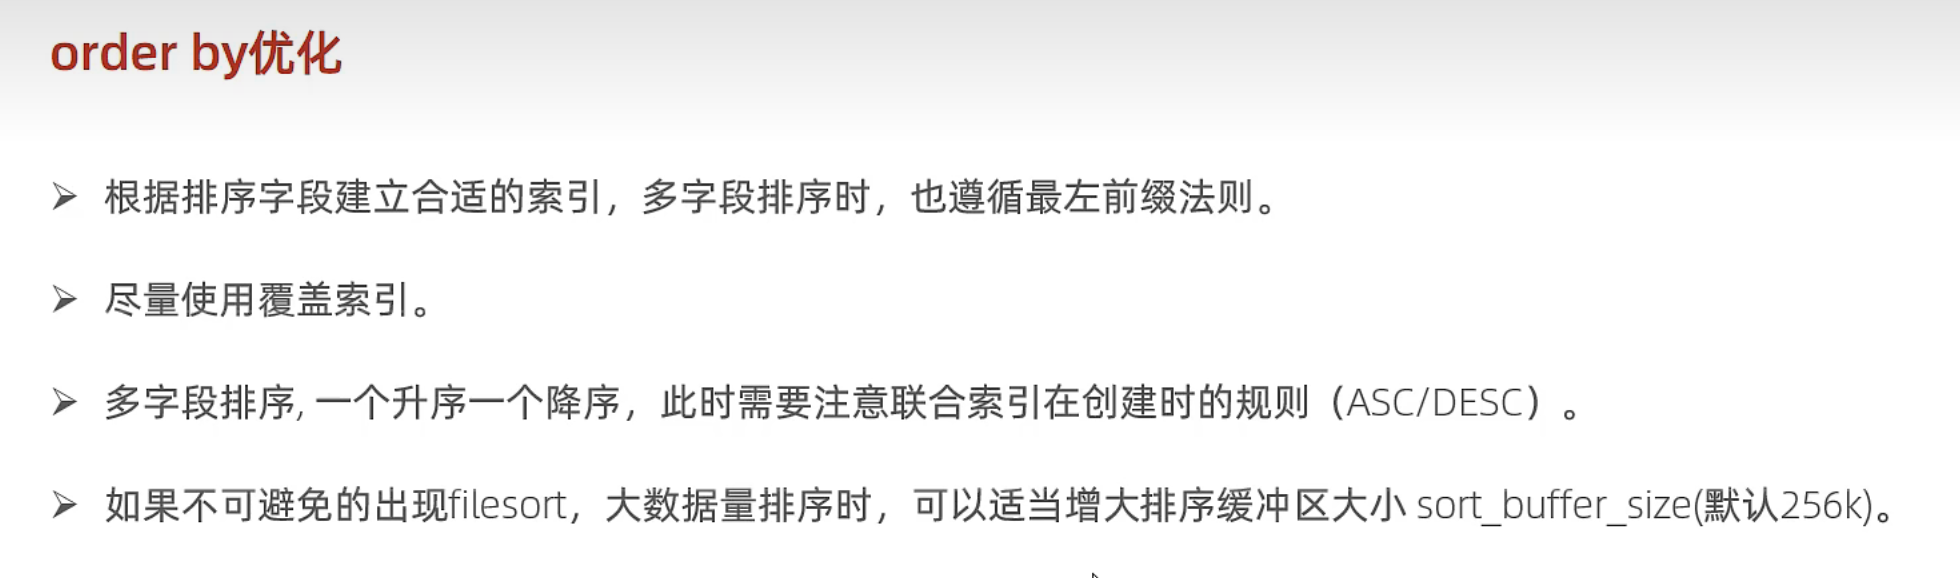 order by优化
根据排序字段建立合适的索引，多字段排序时，也遵循最左前缀法则。
尽量使用覆盖索引。
多字段排序, 一个升序一个降序，此时需要注意联合索引在创建时的规则（ASC/DESC）。
如果不可避免的出现filesort，大数据量排序时，可以适当增大排序缓冲区大小 sort_buffer_size(默认256k)。